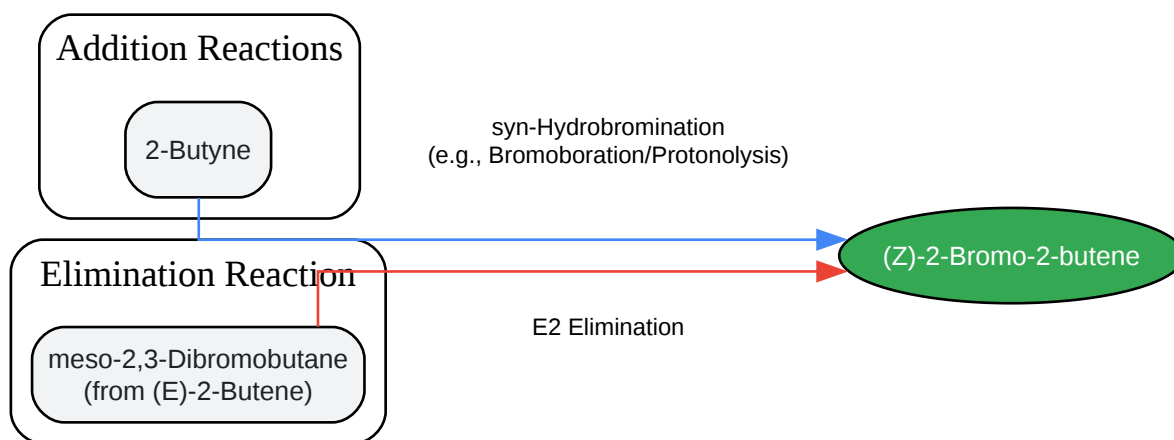 Addition Reactions
2-Butyne
syn-Hydrobromination
(e.g., Bromoboration/Protonolysis)
(Z)-2-Bromo-2-butene
Elimination Reaction
E2 Elimination
meso-2,3-Dibromobutane
(from (E)-2-Butene)